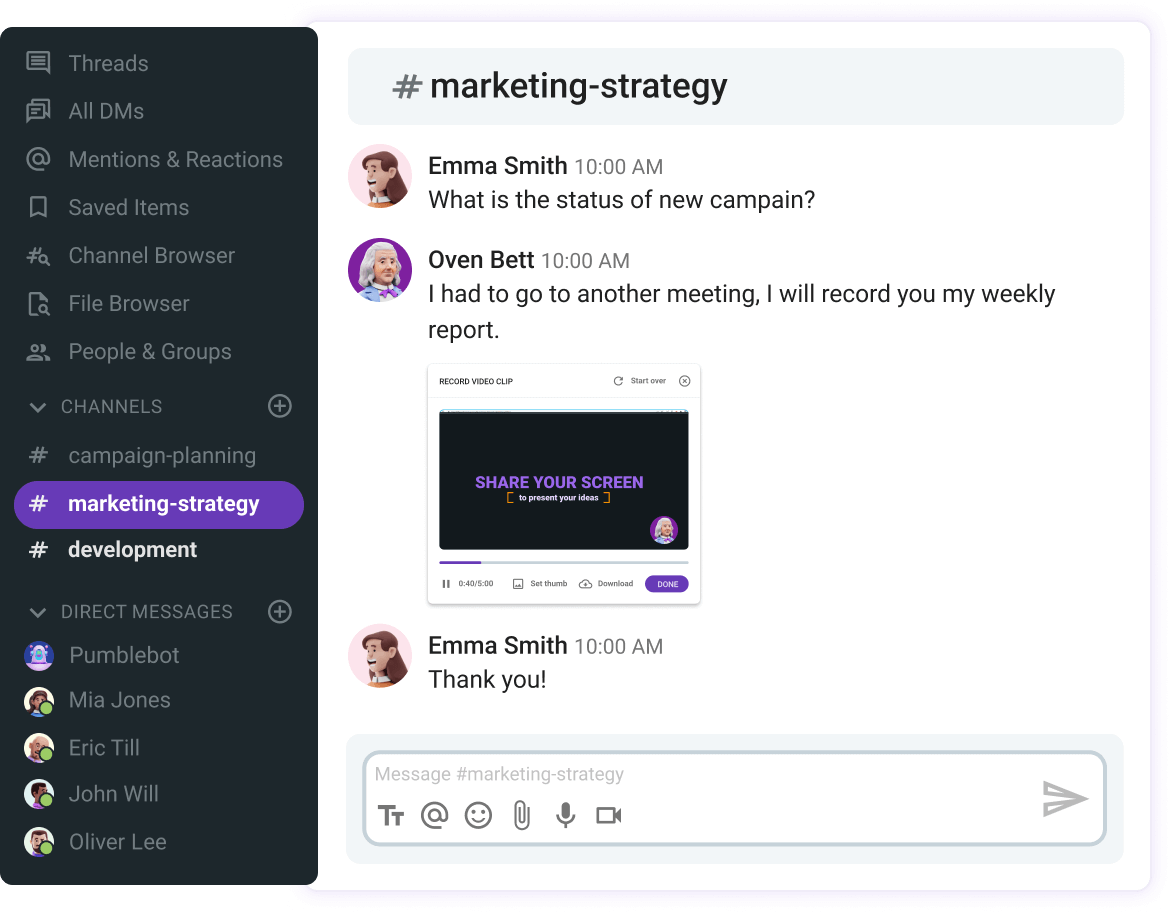 Threads
All DMs
Mentions & Reactions
Saved Items
Channel Browser
File Browser
People & Groups
CHANNELS
# campaign-planning
# marketing-strategy
# development
DIRECT MESSAGES
Pumblebot
Mia Jones
Eric Till
John Will
Oliver Lee
# marketing-strategy
Emma Smith 10:00 AM
What is the status of new campain?
Oven Bett 10:00 AM
I had to go to another meeting, I will record you my weekly
report.
RECORD VIDEO CLIP Start over
SHARE YOUR SCREEN
[ to present your ideas ]
0:40/5:00 Set thumb Download DONE
Emma Smith 10:00 AM
Thank you!
Message #marketing-strategy